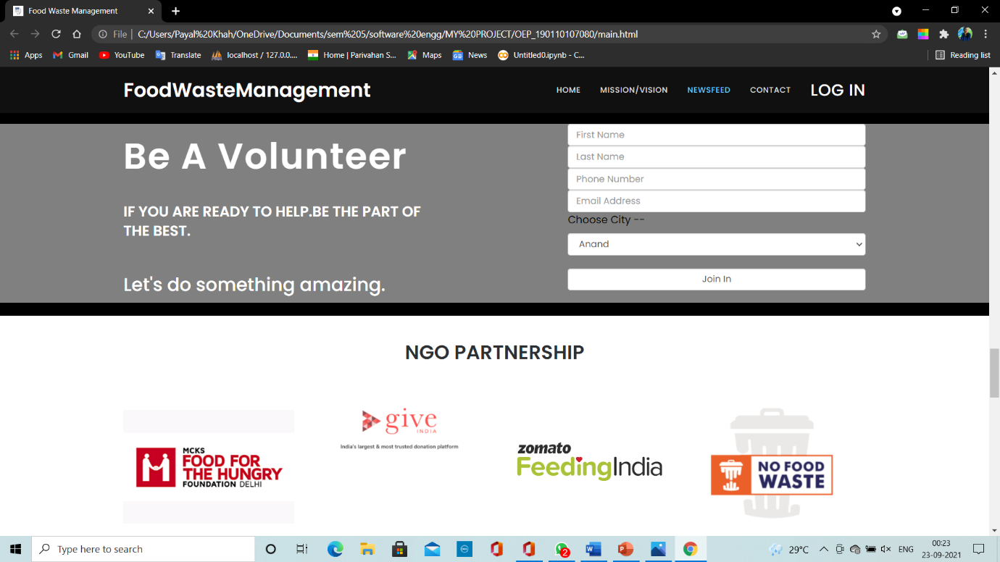 Food Waste Management
File
C:/Users/Payal%20Khah/OneDrive/Documents/sem%205/software%20engg/MY%20PROJECT/OEP_190110107080/main.html
Apps
Gmail
YouTube
Translate
localhost / 127.0.0....
Home | Parivahan S...
Maps
News
Untitled0.ipynb - C...
Reading list
FoodWasteManagement
HOME
MISSION/VISION
NEWSFEED
CONTACT
LOG IN
Be A Volunteer
IF YOU ARE READY TO HELP.BE THE PART OF
THE BEST.
Let's do something amazing.
First Name
Last Name
Phone Number
Email Address
Choose City --
Anand
Join In
NGO PARTNERSHIP
MCKS
FOOD FOR
THE HUNGRY
FOUNDATION DELHI
give
INDIA
India's largest & most trusted donation platform
zomato
FeedingIndia
NO FOOD
WASTE
Type here to search
2
29°C
ENG
00:23
23-09-2021